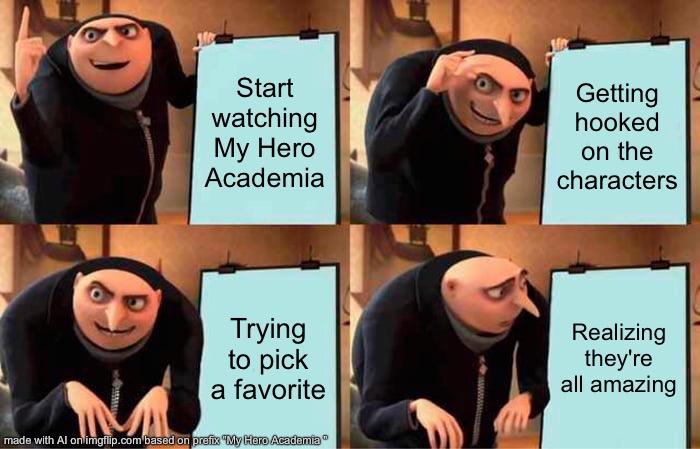 Start
watching
My Hero
Academia
Getting
hooked
on the
characters
Trying
to pick
a favorite
Realizing
they're
all amazing
made with AI on imgflip.com based on prefix "My Hero Academia "